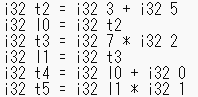 i32 t2 = i32 3 + i32 5
i32 l0 = i32 t2
i32 t3 = i32 7 * i32 2
i32 l1 = i32 t3
i32 t4 = i32 l0 + i32 0
i32 t5 = i32 l1 * i32 1